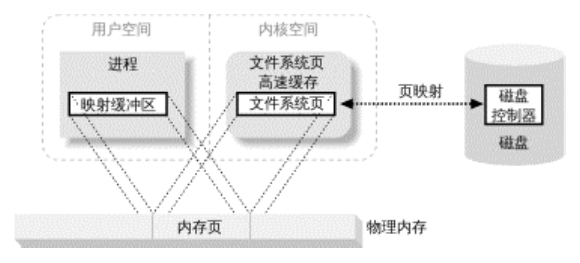 用户空间
内核空间
进程
映射缓冲区
文件系统页
高速缓存
文件系统页
页映射
磁盘
控制器
磁盘
内存页
物理内存